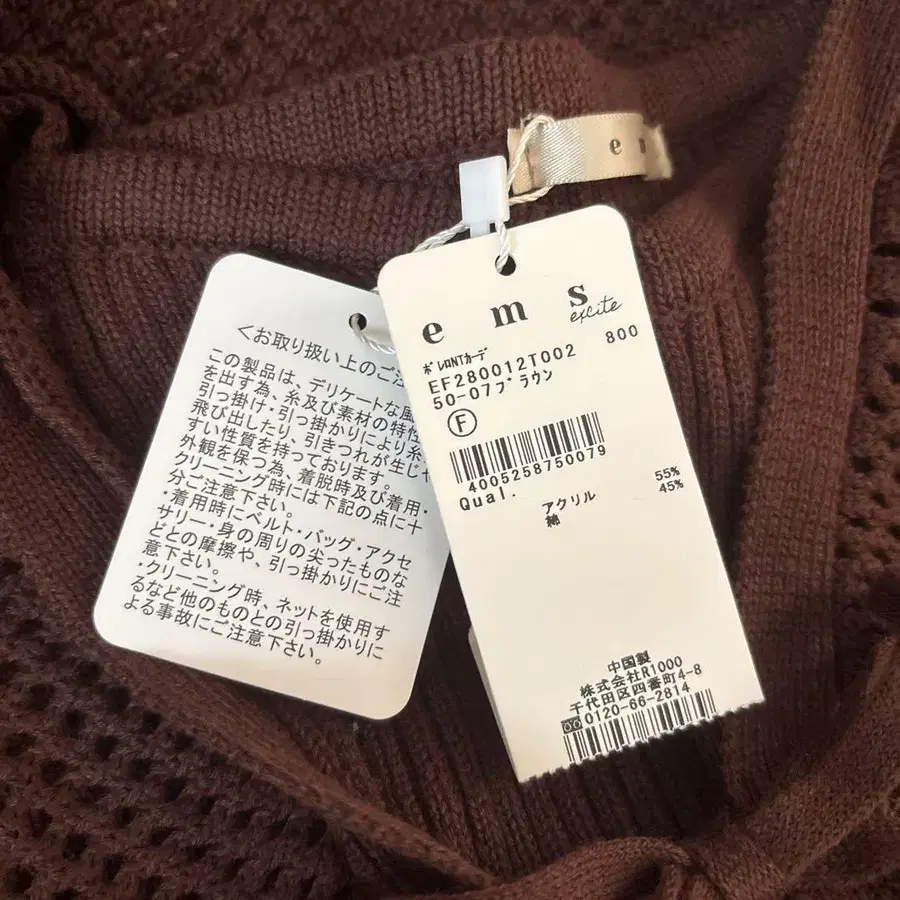 <お取り扱い上のご
この製品は、デリケートな風
を出す為、糸及び素材の特性
引っ掛け・引っ掛かりにより糸
飛び出したり、引きつれが生じや
すい性質を持っております。
外観を保つ為、着脱時及び着用・
クリーニング時には下記の点に十
分ご注意下さい。
・着用時にベルト・バッグ・アクセ
サリー・身の周りの尖ったものな
どとの摩擦や、引っ掛かりにご注
意下さい。
・クリーニング時、ネットを使用す
るなど他のものとの引っ掛かりに
よる事故にご注意下さい。
e m
e m s
excite
ボレロNTカーデ 800
EF280012T002
50-07ブラウン
F
4005258750079
Qual.
アクリル 55%
綿 45%
中国製
株式会社R1000
千代田区四番町4-8
0120-66-2814